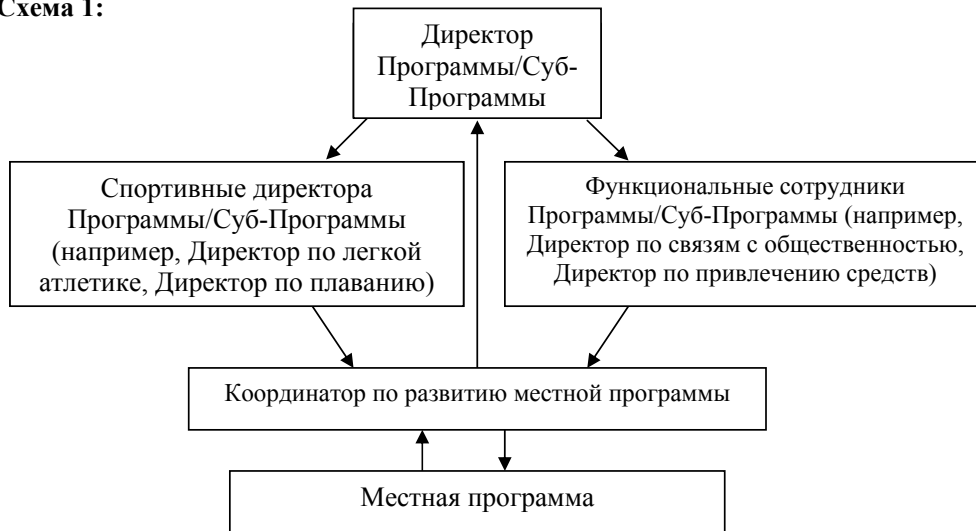 Схема 1:
Директор
Программы/Суб-
Программы
Спортивные директора
Программы/Суб-Программы
(например, Директор по легкой
атлетике, Директор по плаванию)
Функциональные сотрудники
Программы/Суб-Программы (например,
Директор по связям с общественностью,
Директор по привлечению средств)
Координатор по развитию местной программы
Местная программа